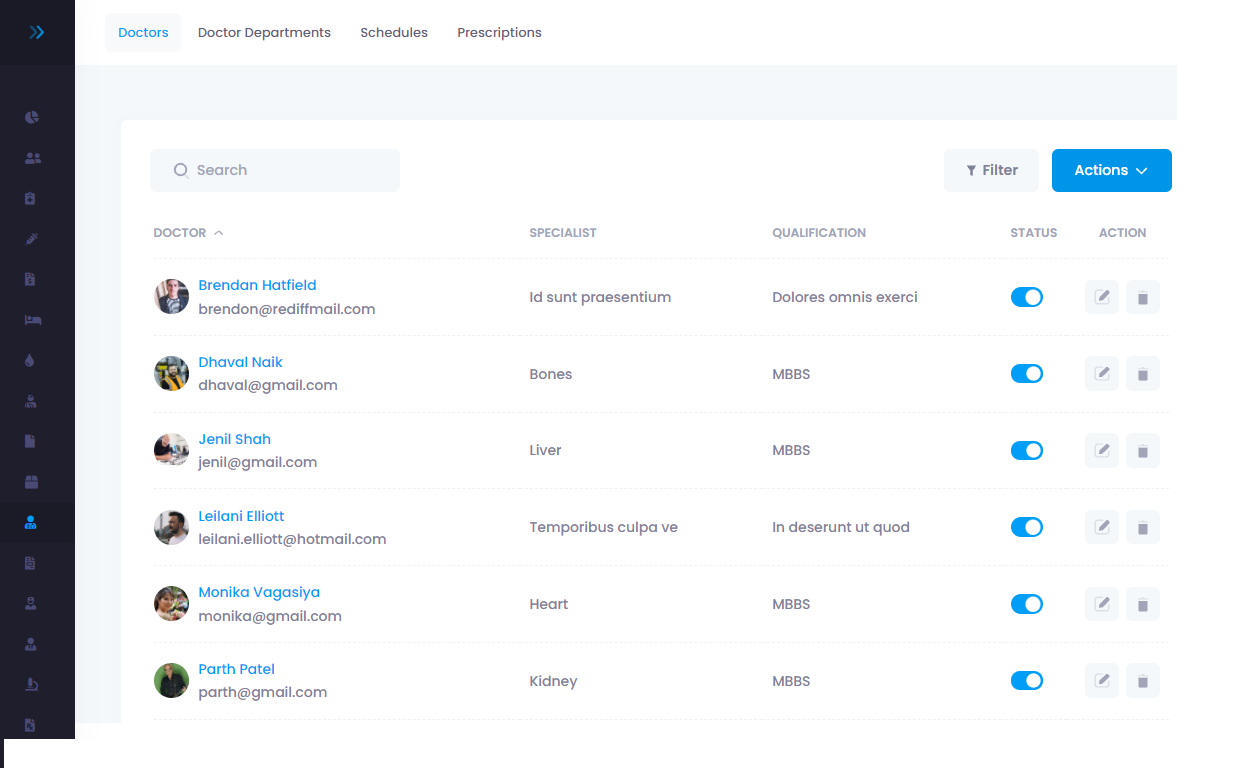 Doctors Doctor Departments Schedules Prescriptions
Search Filter Actions
DOCTOR SPECIALIST QUALIFICATION STATUS ACTION
Brendan Hatfield
brendon@rediffmail.com Id sunt praesentium Dolores omnis exerci
Dhaval Naik
dhaval@gmail.com Bones MBBS
Jenil Shah
jenil@gmail.com Liver MBBS
Leilani Elliott
leilani.elliott@hotmail.com Temporibus culpa ve In deserunt ut quod
Monika Vagasiya
monika@gmail.com Heart MBBS
Parth Patel
parth@gmail.com Kidney MBBS